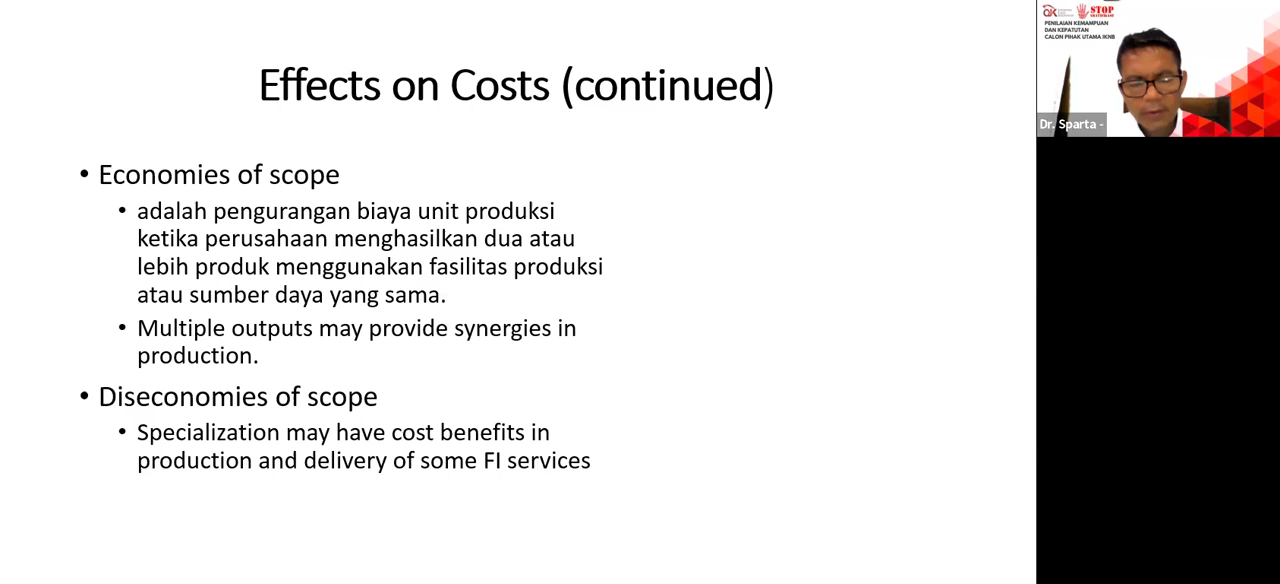 Effects on Costs (continued)
• Economies of scope
• adalah pengurangan biaya unit produksi
ketika perusahaan menghasilkan dua atau
lebih produk menggunakan fasilitas produksi
atau sumber daya yang sama.
• Multiple outputs may provide synergies in
production.
• Diseconomies of scope
• Specialization may have cost benefits in
production and delivery of some FI services
STOP
PENILAIAN KEMAMPUAN
DAN KEPATUTAN
CALON PIHAK UTAMA IKNB
Dr. Sparta -